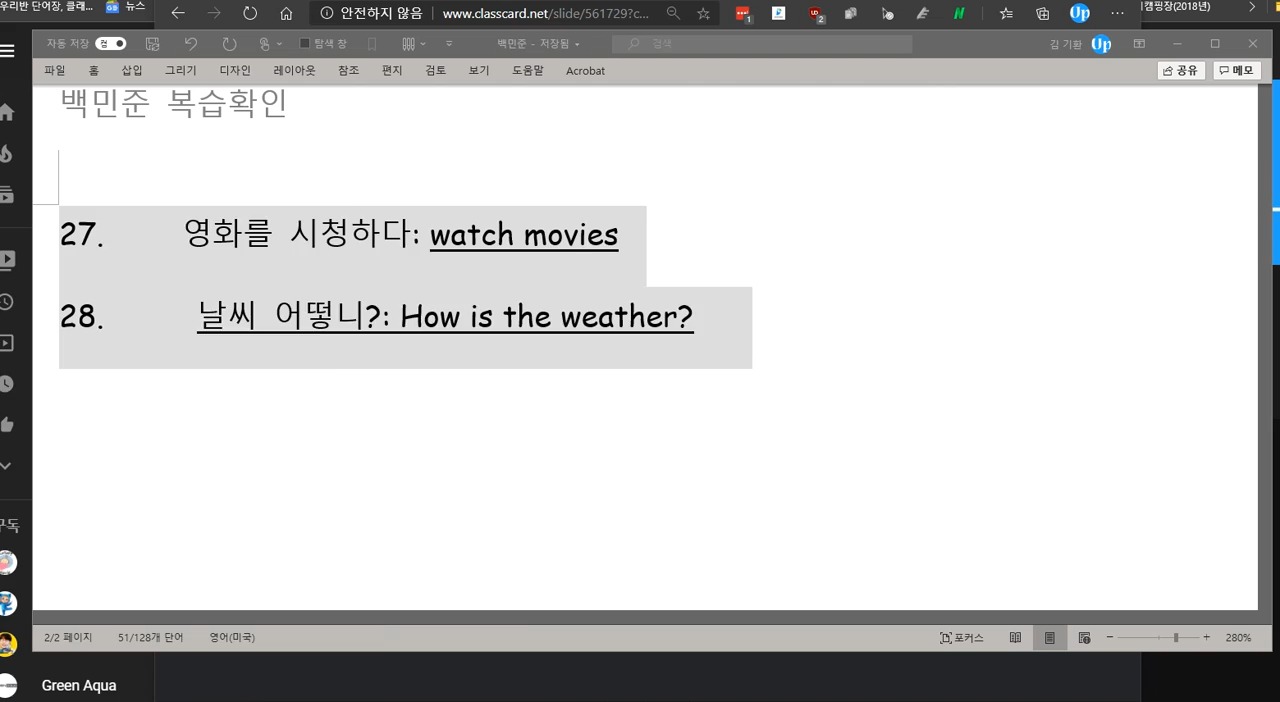 우리반 단어장, 클래... 뉴스 안전하지 않음 www.classcard.net/slide/561729?c... 캠핑장(2018년)
자동 저장 컴 탐색 창 백민준 - 저장됨 검색 김 기환 Up
파일 홈 삽입 그리기 디자인 레이아웃 참조 편지 검토 보기 도움말 Acrobat 공유 메모
백민준 복습확인
27. 영화를 시청하다: watch movies
28. 날씨 어떻니?: How is the weather?
구독
2/2 페이지 51/128개 단어 영어(미국) 포커스 280%
Green Aqua